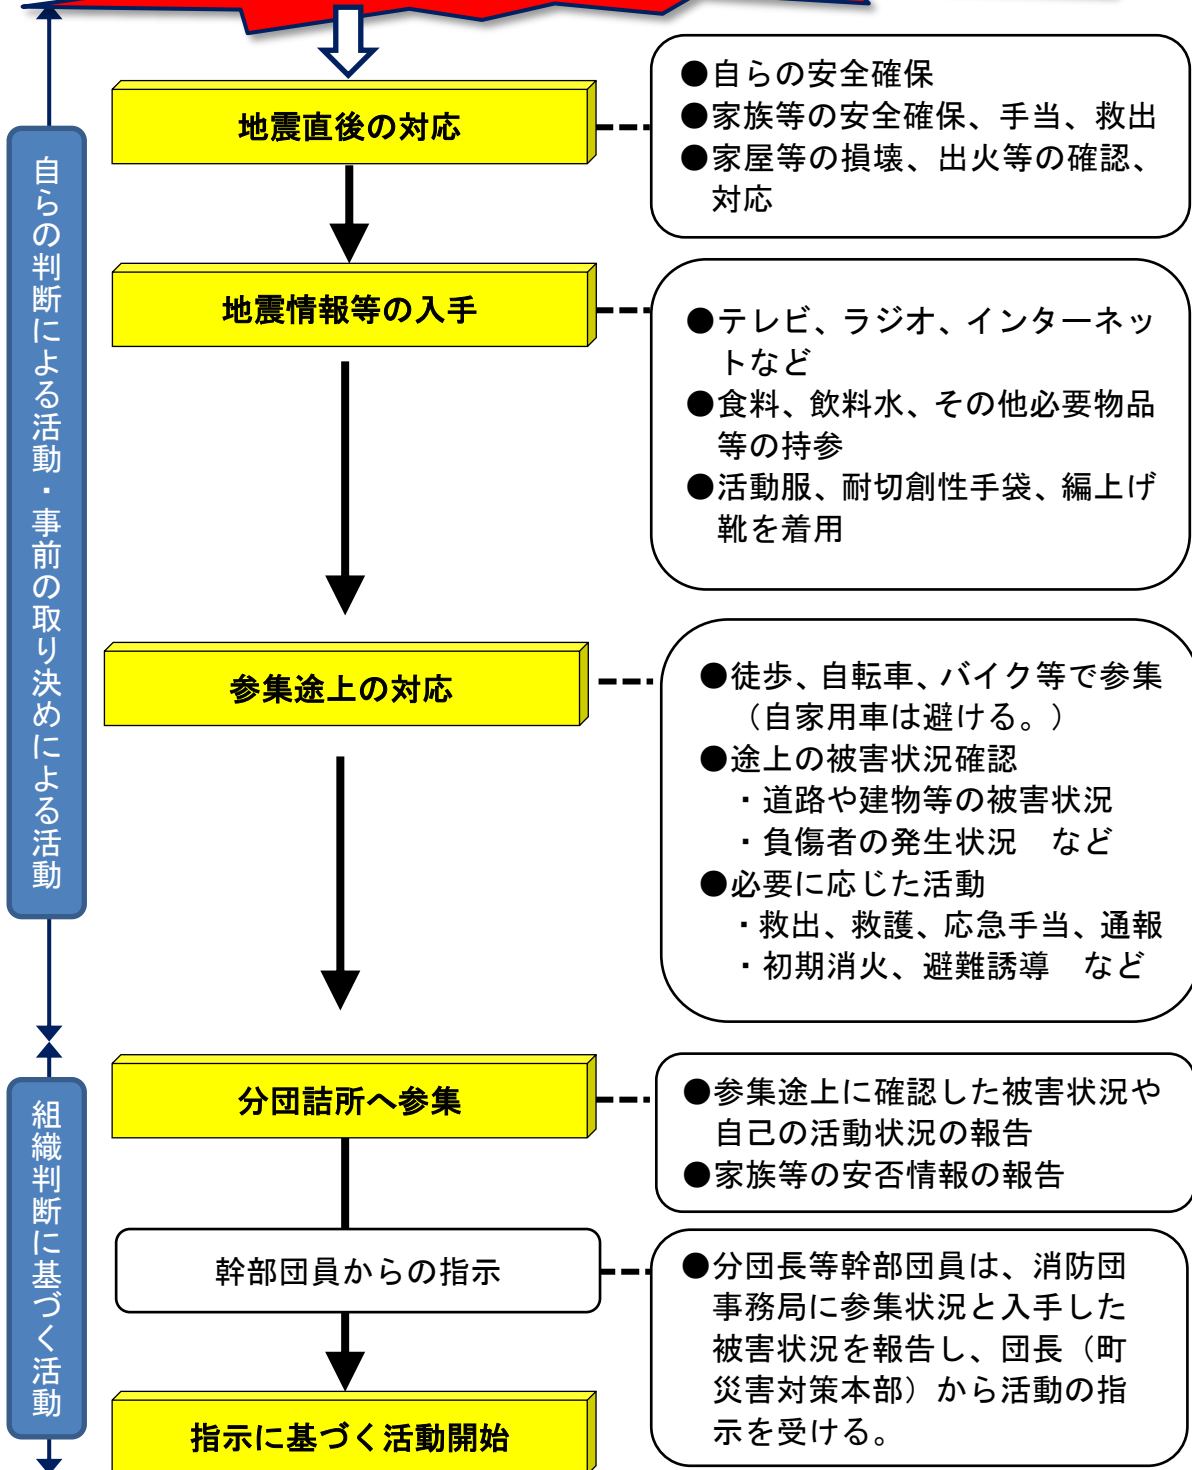 自らの判断による活動・事前の取り決めによる活動
地震直後の対応
●自らの安全確保
●家族等の安全確保、手当、救出
●家屋等の損壊、出火等の確認、
対応
地震情報等の入手
●テレビ、ラジオ、インターネッ
トなど
●食料、飲料水、その他必要物品
等の持参
●活動服、耐切創性手袋、編上げ
靴を着用
参集途上の対応
●徒歩、自転車、バイク等で参集
（自家用車は避ける。）
●途上の被害状況確認
・道路や建物等の被害状況
・負傷者の発生状況　など
●必要に応じた活動
・救出、救護、応急手当、通報
・初期消火、避難誘導　など
組織判断に基づく活動
分団詰所へ参集
●参集途上に確認した被害状況や
自己の活動状況の報告
●家族等の安否情報の報告
幹部団員からの指示
●分団長等幹部団員は、消防団
事務局に参集状況と入手した
被害状況を報告し、団長（町
災害対策本部）から活動の指
示を受ける。
指示に基づく活動開始